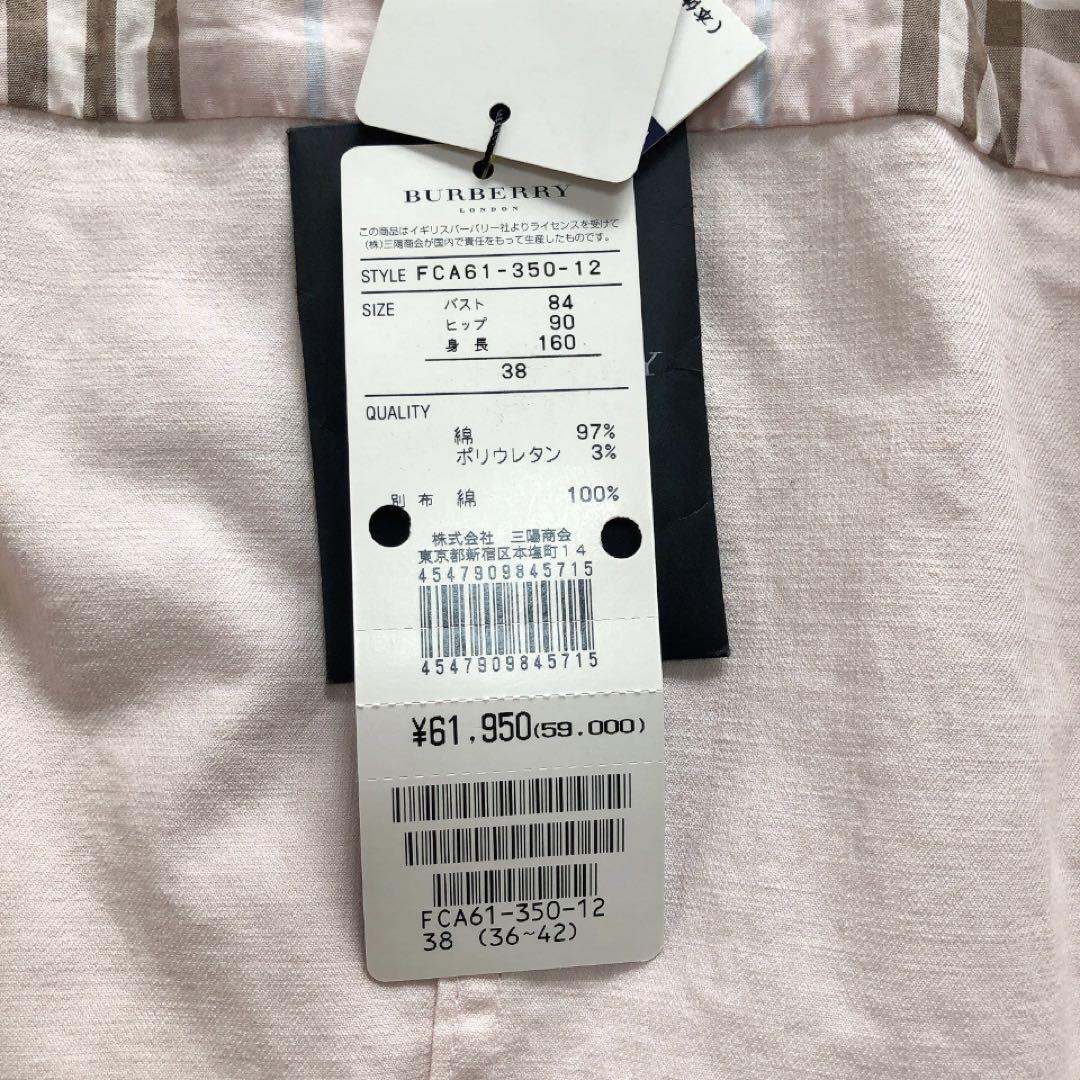 (本体
BURBERRY
LONDON
この商品はイギリスバーバリー社よりライセンスを受けて
(株)三陽商会が国内で責任をもって生産したものです。
STYLE FCA61-350-12
SIZE バスト 84
ヒップ 90
身長 160
38
Y
QUALITY
綿 97%
ポリウレタン 3%
別布 綿 100%
株式会社 三陽商会
東京都新宿区本塩町14
4547909845715
4547909845715
¥61,950(59.000)
FCA61-350-12
38 (36~42)